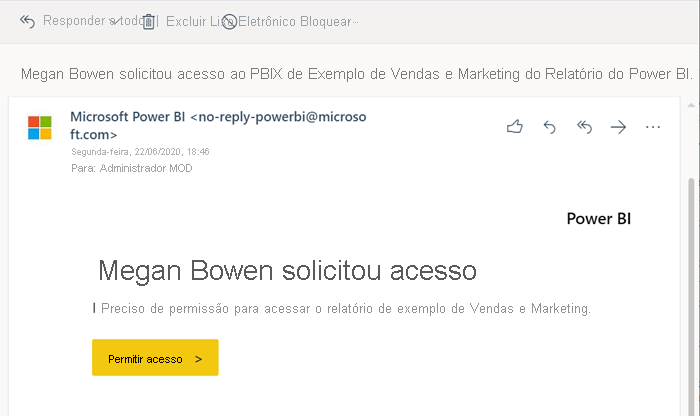 Responder a todos Excluir Lixo Eletrônico Bloquear ...
Megan Bowen solicitou acesso ao PBIX de Exemplo de Vendas e Marketing do Relatório do Power BI.
Microsoft Power BI <no-reply-powerbi@microso
ft.com>
Segunda-feira, 22/06/2020, 18:46
Para: Administrador MOD
Power BI
Megan Bowen solicitou acesso
I Preciso de permissão para acessar o relatório de exemplo de Vendas e Marketing.
Permitir acesso >